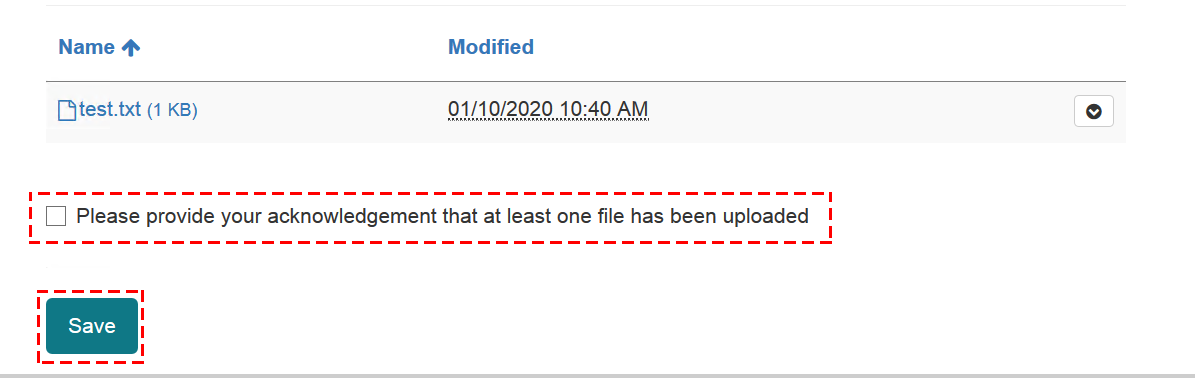 Name Modified
test.txt (1 KB) 01/10/2020 10:40 AM
Please provide your acknowledgement that at least one file has been uploaded
Save